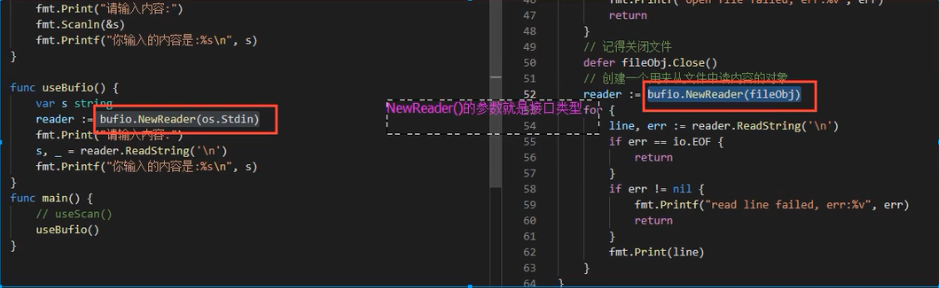 fmt.Print("请输入内容:")
fmt.Scanln(&s)
fmt.Printf("你输入的内容是:%s\n", s)
}
func useBufio() {
var s string
reader := bufio.NewReader(os.Stdin)
fmt.Print("请输入内容:")
s, _ = reader.ReadString('\n')
fmt.Printf("你输入的内容是:%s\n", s)
}
func main() {
// useScan()
useBufio()
}
NewReader()的参数就是接口类型
46 fmt.Printf("open file failed, err:%v", err)
47 return
48 }
49 // 记得关闭文件
50 defer fileObj.Close()
51 // 创建一个用来从文件中读内容的对象
52 reader := bufio.NewReader(fileObj)
for {
54 line, err := reader.ReadString('\n')
55 if err == io.EOF {
56 return
57 }
58 if err != nil {
59 fmt.Printf("read line failed, err:%v", err)
60 return
61 }
62 fmt.Print(line)
63 }
64 }